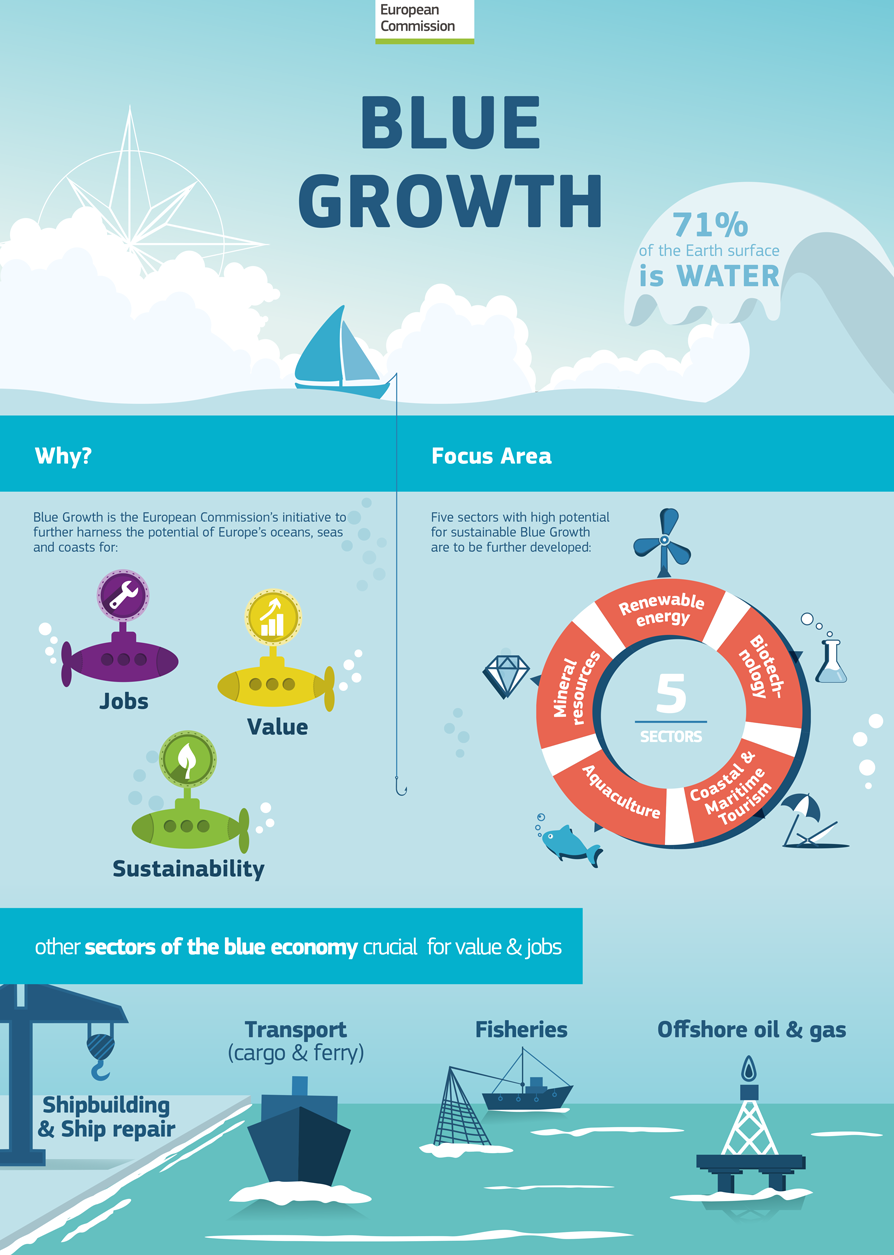 European
Commission
BLUE
GROWTH
71%
of the Earth surface
is WATER
Why?
Blue Growth is the European Commission's initiative to
further harness the potential of Europe's oceans, seas
and coasts for:
Jobs
Value
Sustainability
Focus Area
Five sectors with high potential
for sustainable Blue Growth
are to be further developed:
Renewable
energy
Biotech-
nology
Coastal &
Maritime
Tourism
Aquaculture
Mineral
resources
5
SECTORS
other sectors of the blue economy crucial for value & jobs
Shipbuilding
& Ship repair
Transport
(cargo & ferry)
Fisheries
Offshore oil & gas